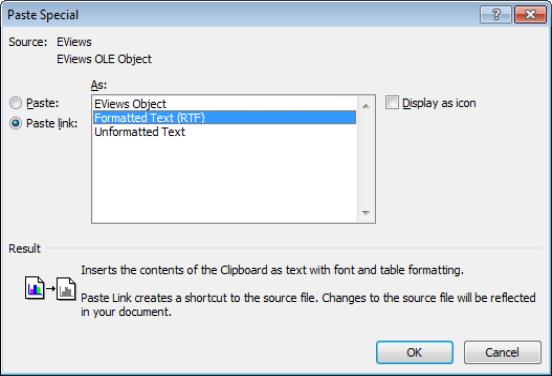 Paste Special
Source: EViews
EViews OLE Object
As:
Paste:
Paste link:
EViews Object
Formatted Text (RTF)
Unformatted Text
Display as icon
Result
Inserts the contents of the Clipboard as text with font and table formatting.
Paste Link creates a shortcut to the source file. Changes to the source file will be reflected
in your document.
OK
Cancel